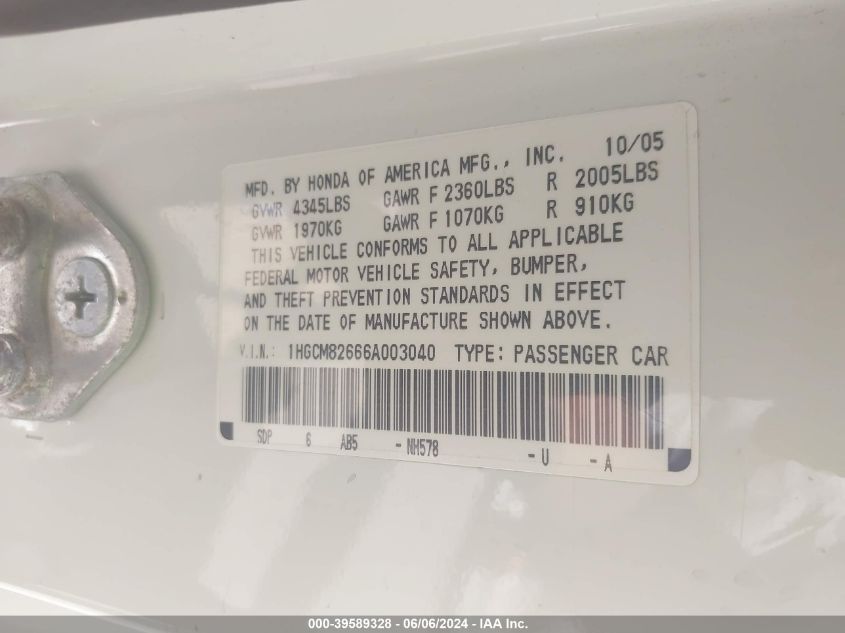 MFD. BY HONDA OF AMERICA MFG., INC. 10/05
GVWR 4345LBS GAWR F 2360LBS R 2005LBS
GVWR 1970KG GAWR F 1070KG R 910KG
THIS VEHICLE CONFORMS TO ALL APPLICABLE
FEDERAL MOTOR VEHICLE SAFETY, BUMPER,
AND THEFT PREVENTION STANDARDS IN EFFECT
ON THE DATE OF MANUFACTURE SHOWN ABOVE.
V.I.N.: 1HGCM82666A003040 TYPE: PASSENGER CAR
SDP 6 AB5 - NH578 - U - A
000-39589328 - 06/06/2024 - IAA Inc.